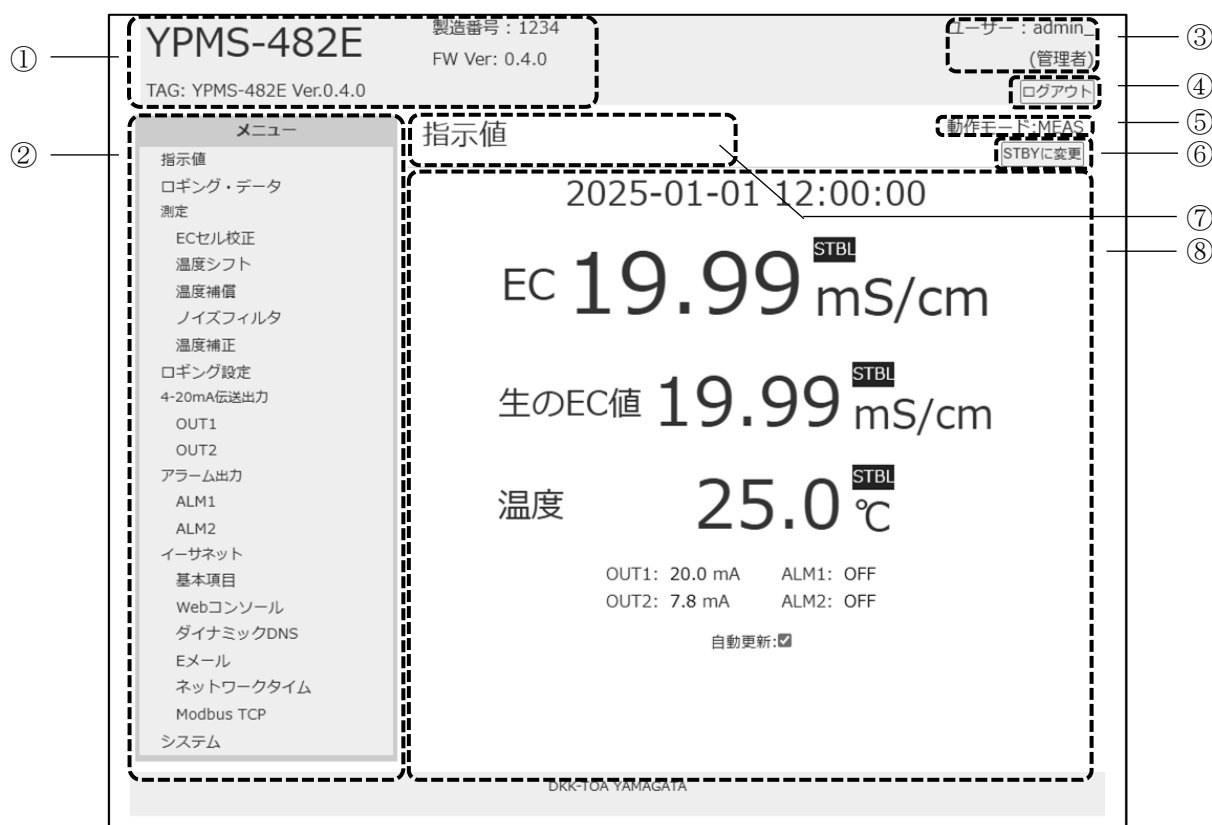 YPMS-482E
製造番号：1234
FW Ver: 0.4.0
TAG: YPMS-482E Ver.0.4.0
ユーザー：admin_
(管理者)
ログアウト
①
③
④
メニュー
指示値
ロギング・データ
測定
ECセル校正
温度シフト
温度補償
ノイズフィルタ
温度補正
ロギング設定
4-20mA伝送出力
OUT1
OUT2
アラーム出力
ALM1
ALM2
イーサネット
基本項目
Webコンソール
ダイナミックDNS
Eメール
ネットワークタイム
Modbus TCP
システム
②
指示値
動作モード:MEAS
STBYに変更
⑤
⑥
⑦
⑧
2025-01-01 12:00:00
EC 19.99 STBL mS/cm
生のEC値 19.99 STBL mS/cm
温度 25.0 STBL ℃
OUT1: 20.0 mA ALM1: OFF
OUT2: 7.8 mA ALM2: OFF
自動更新:
DKK-TOA YAMAGATA